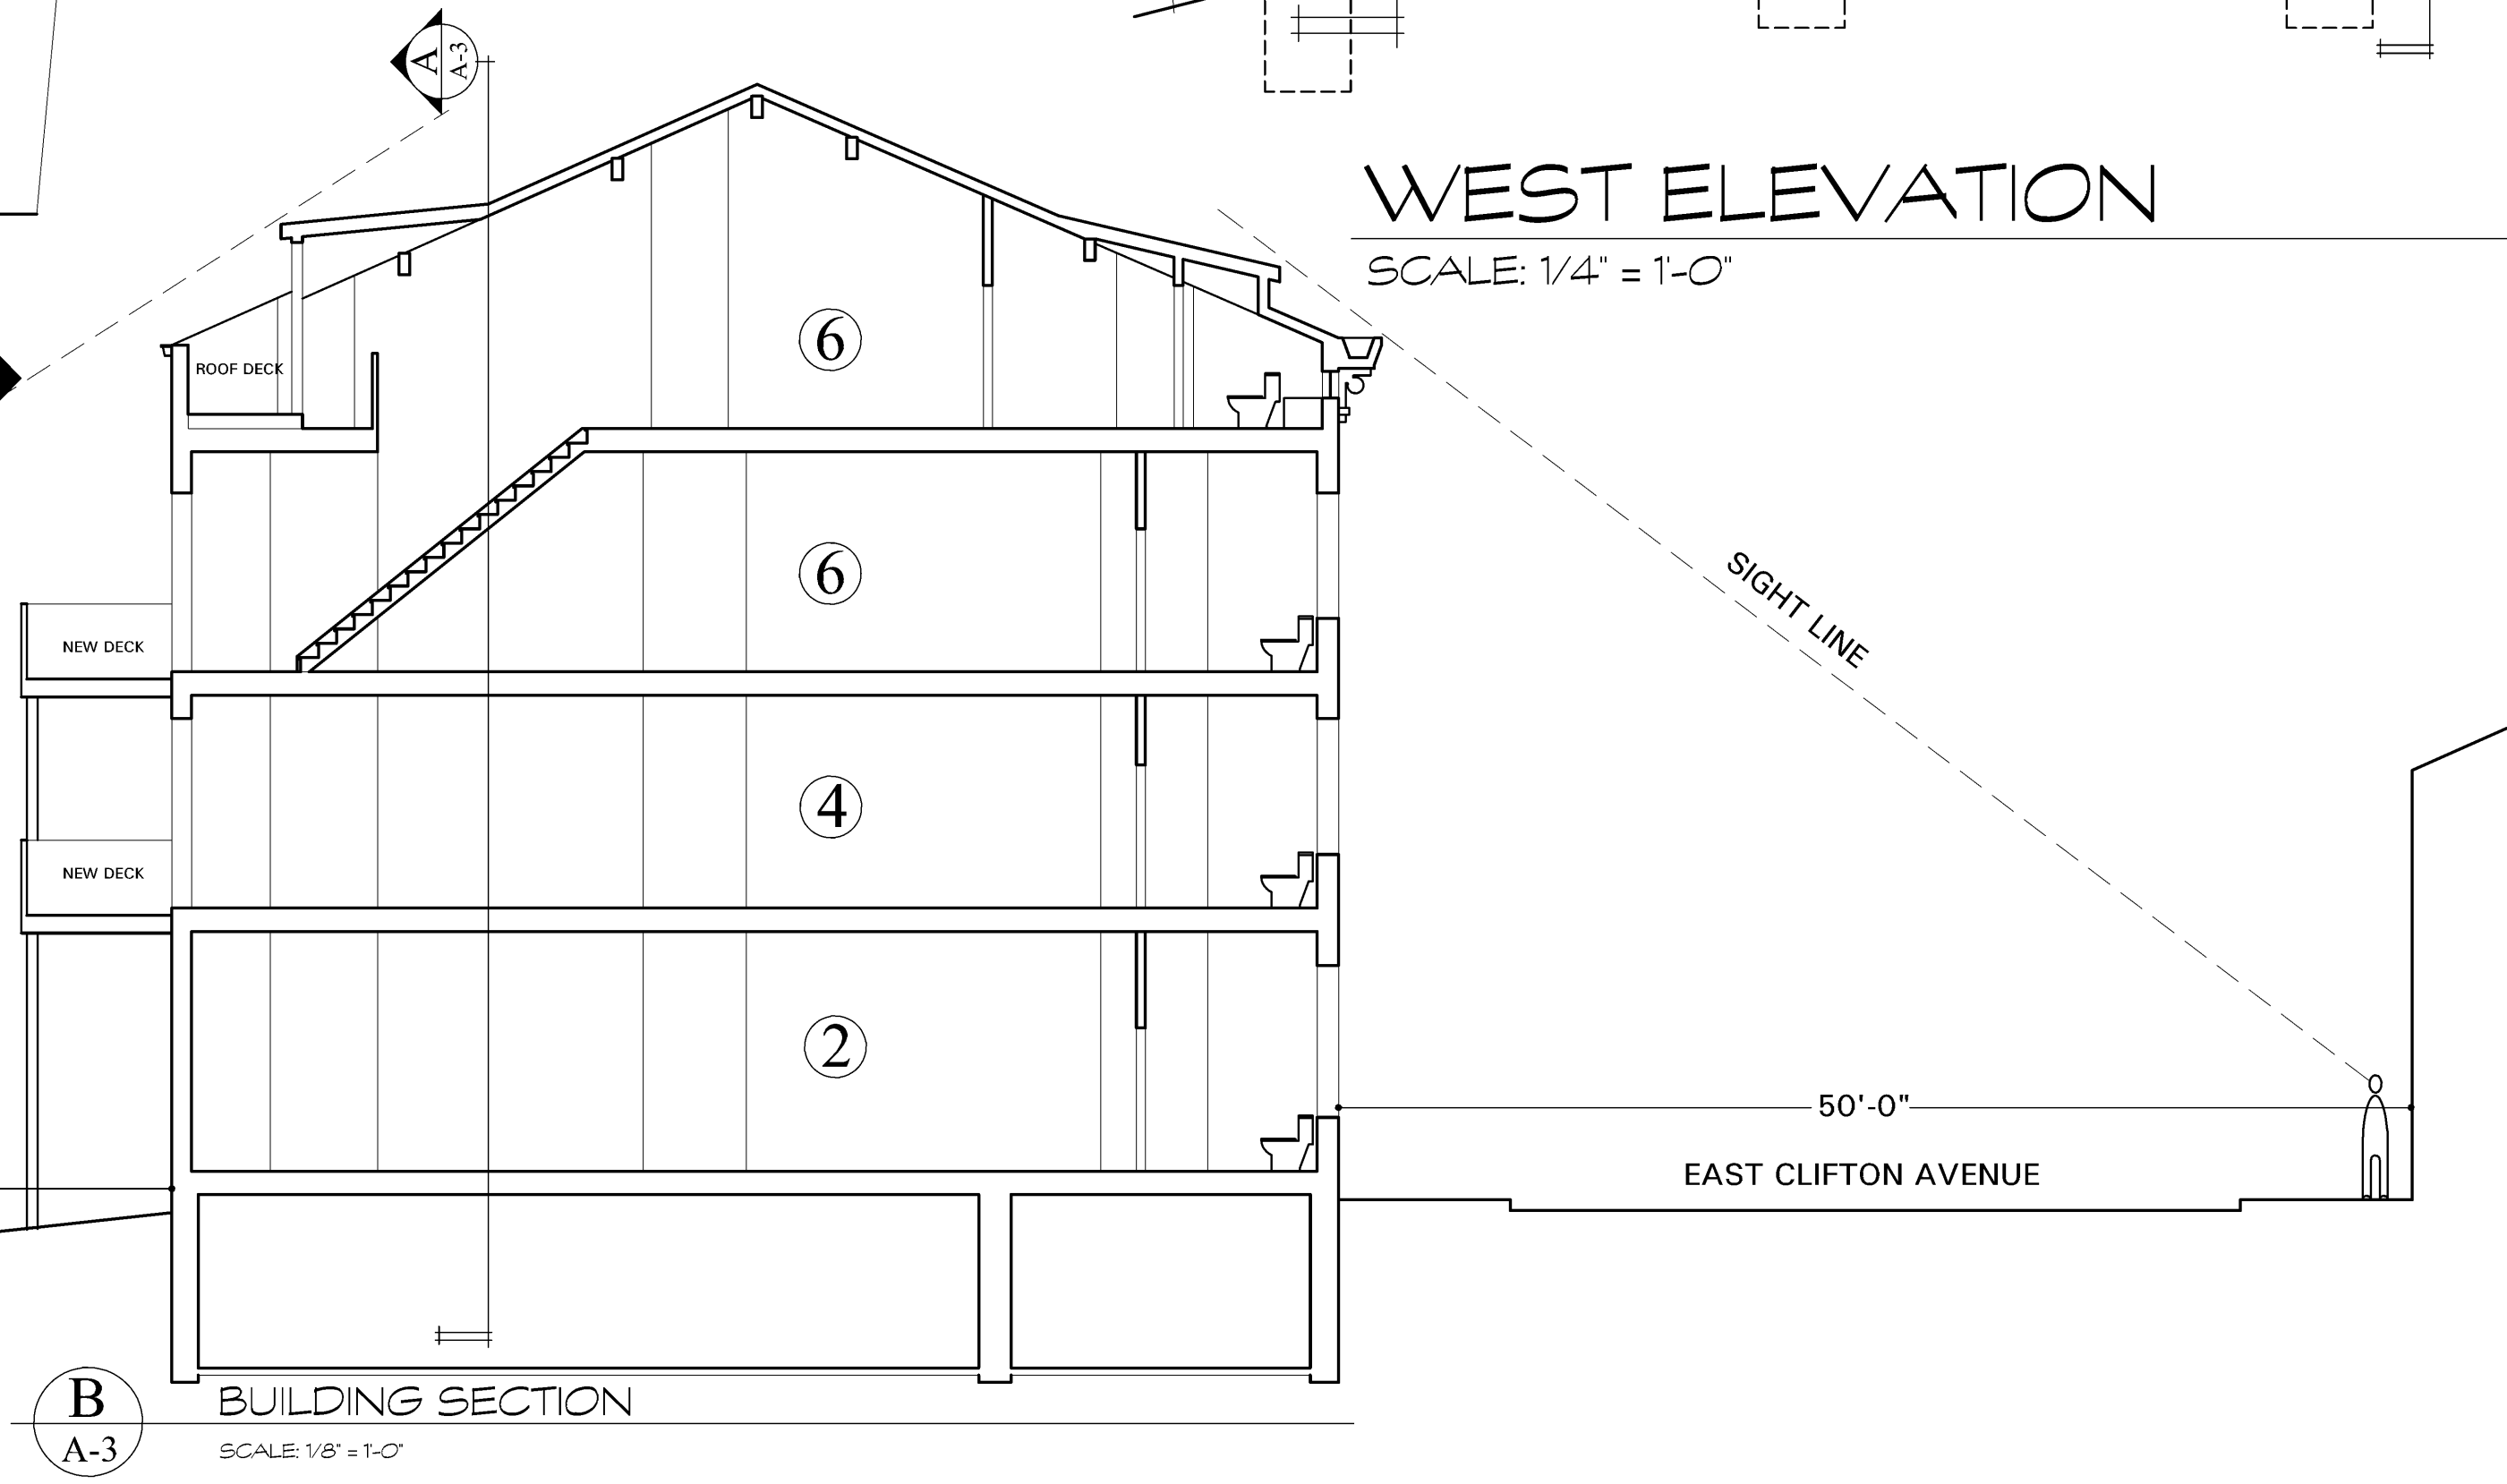 A
A-3
WEST ELEVATION
SCALE: 1/4" = 1'-0"
ROOF DECK
6
6
SIGHT LINE
NEW DECK
4
NEW DECK
2
50'-0"
EAST CLIFTON AVENUE
B
A-3
BUILDING SECTION
SCALE: 1/8" = 1'-0"